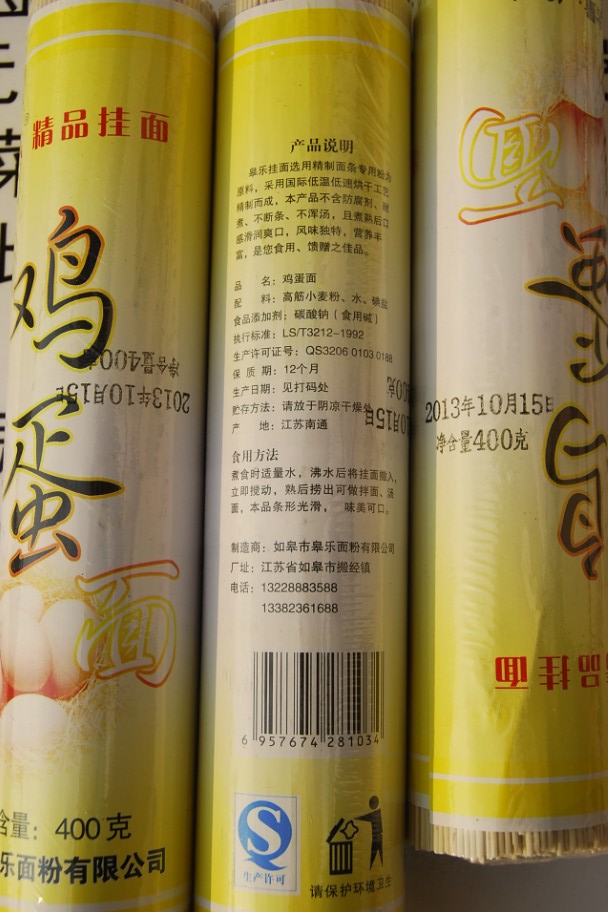 精品挂面
鸡
蛋
面
净含量400克
2013年10月15日
含量：400克
乐面粉有限公司
产品说明
皋乐挂面选用精制面条专用粉为
原料，采用国际低温低速烘干工艺
精制而成，本产品不含防腐剂、耐
煮、不断条、不浑汤，且煮熟后口
感滑润爽口，风味独特，营养丰
富，是您食用、馈赠之佳品。
品 名：鸡蛋面
配 料：高筋小麦粉、水、碘盐
食品添加剂：碳酸钠（食用碱）
执行标准：LS/T3212-1992
生产许可证号：QS3206 0103 0188
保 质 期：12个月
生产日期：见打码处
贮存方法：请放于阴凉干燥处
产 地：江苏南通
食用方法
煮食时适量水，沸水后将挂面抛入，
立即搅动，熟后捞出可做拌面、汤
面，本品条形光滑， 味美可口。
制造商：如皋市皋乐面粉有限公司
厂址：江苏省如皋市搬经镇
电话：13228883588
13382361688
6 957674 281034
生产许可
请保护环境卫生
2013年10月15日
净含量400克
面
蛋
品挂面